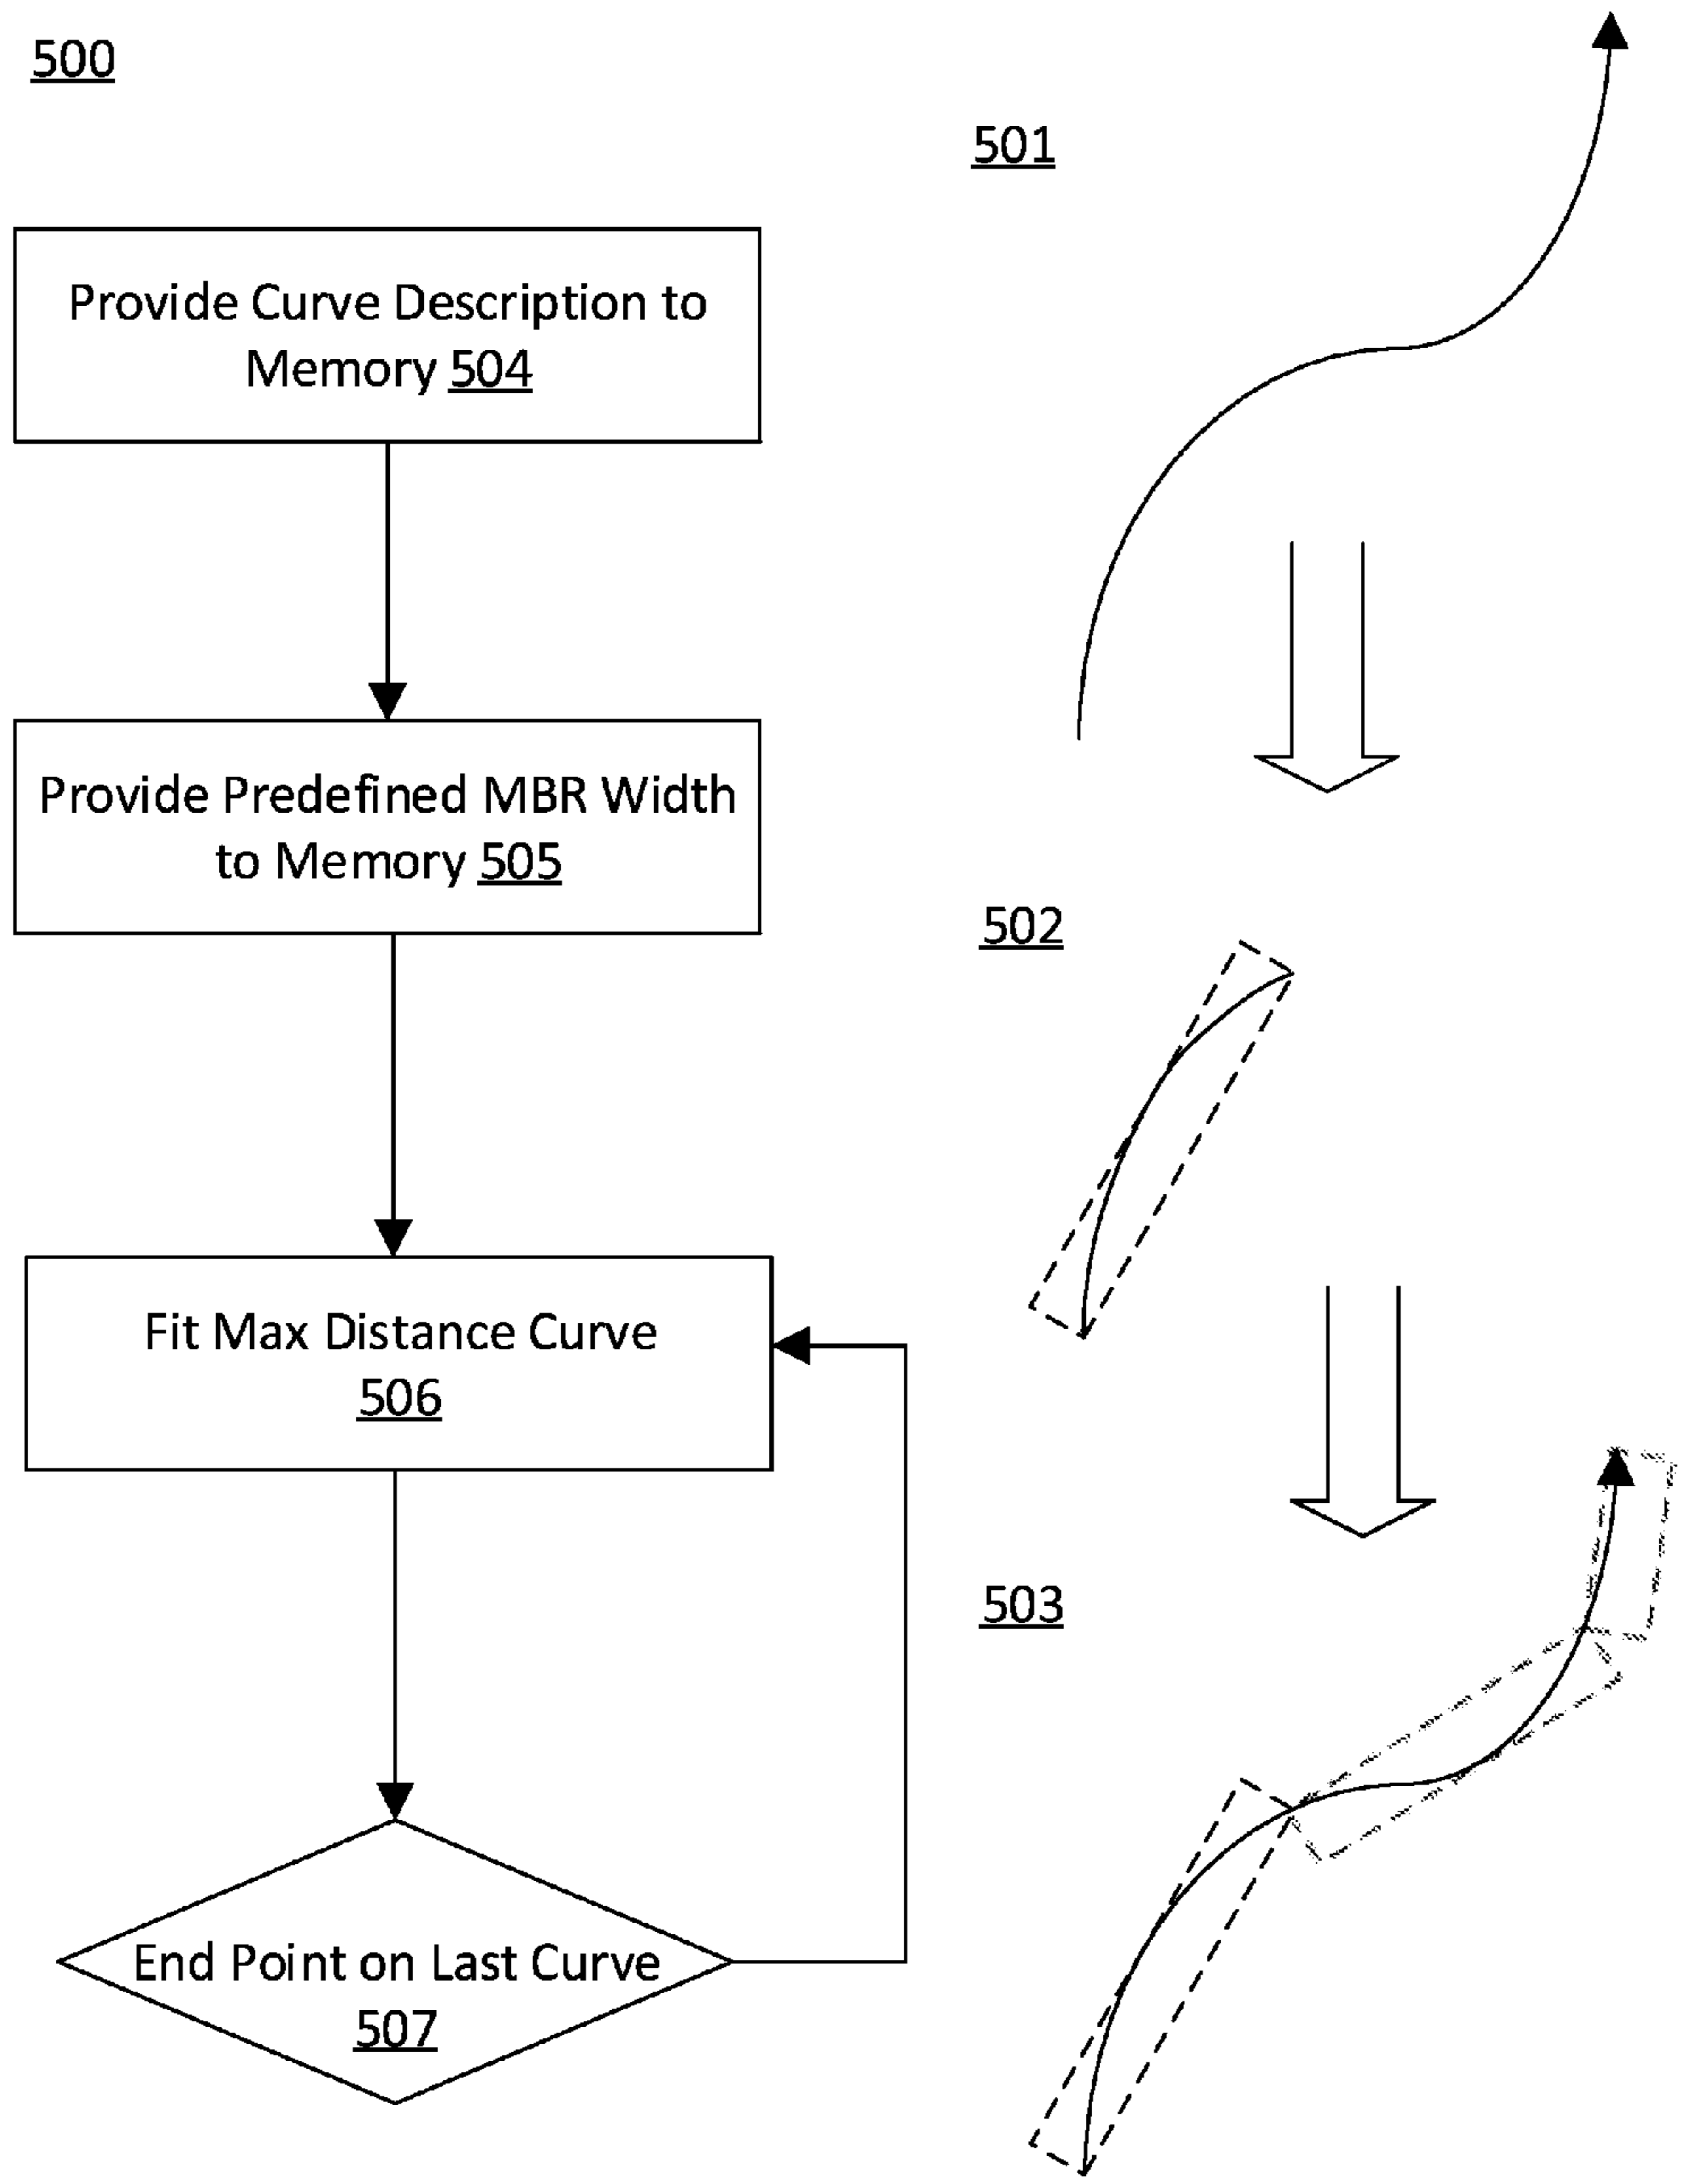 500
501
Provide Curve Description to
Memory 504
Provide Predefined MBR Width
to Memory 505
502
Fit Max Distance Curve
506
503
End Point on Last Curve
507